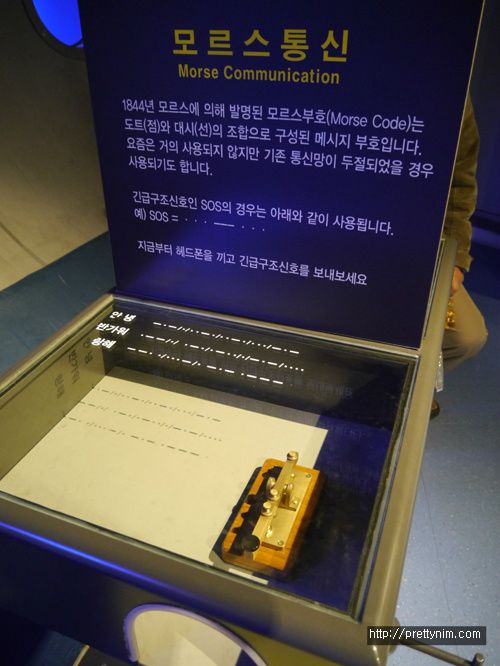 모르스통신
Morse Communication
1844년 모르스에 의해 발명된 모르스부호(Morse Code)는
도트(점)와 대시(선)의 조합으로 구성된 메시지 부호입니다.
요즘은 거의 사용되지 않지만 기존 통신망이 두절되었을 경우
사용되기도 합니다.
긴급구조신호인 SOS의 경우는 아래와 같이 사용됩니다.
예) SOS = · · · ─ ─ ─ · · ·
지금부터 헤드폰을 끼고 긴급구조신호를 보내보세요
안 녕
반가워
http://prettynim.com